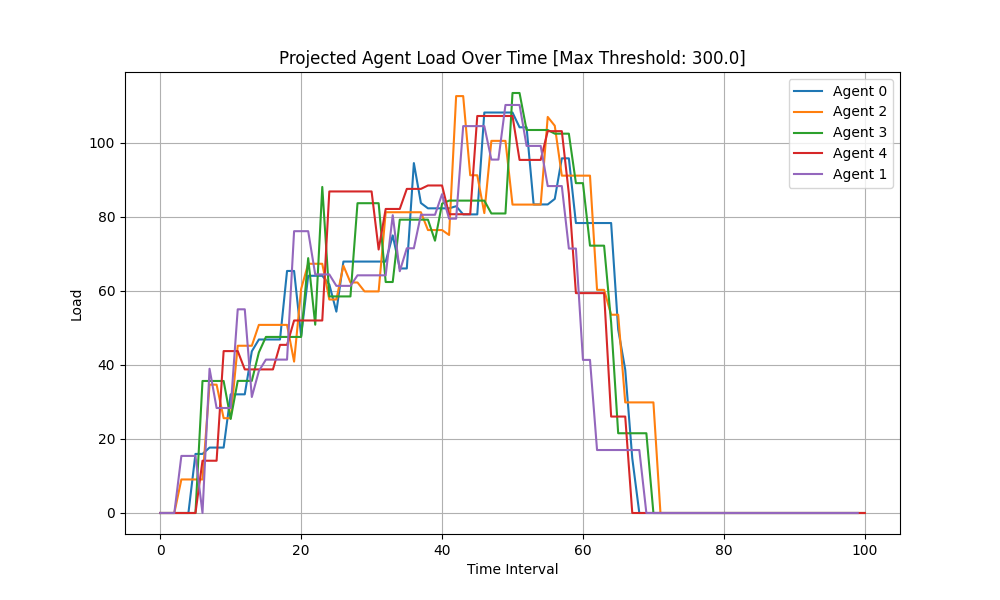 Projected Agent Load Over Time [Max Threshold: 300.0]
Load
100
80
60
40
20
0
0 20 40 60 80 100
Time Interval
Agent 0
Agent 2
Agent 3
Agent 4
Agent 1